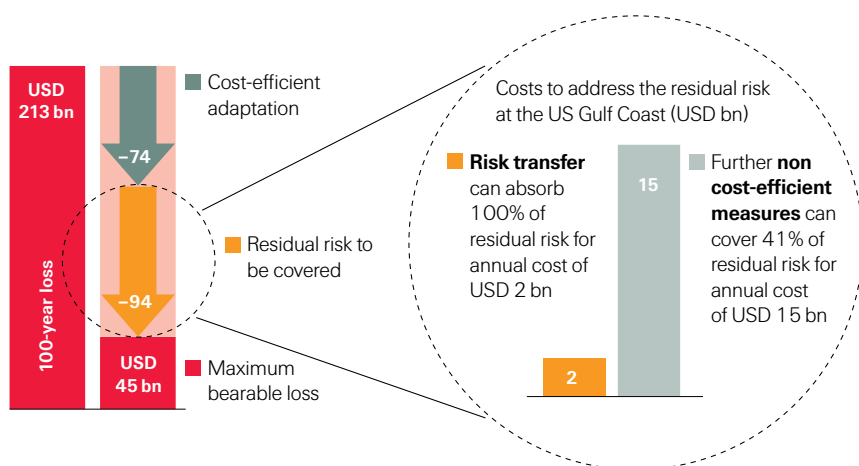 USD
213 bn
100-year loss
–74
–94
USD
45 bn
Cost-efficient
adaptation
Residual risk to
be covered
Maximum
bearable loss
Costs to address the residual risk
at the US Gulf Coast (USD bn)
Risk transfer
can absorb
100% of
residual risk for
annual cost of
USD 2 bn
2
15
Further non
cost-efficient
measures can
cover 41% of
residual risk for
annual cost
of USD 15 bn